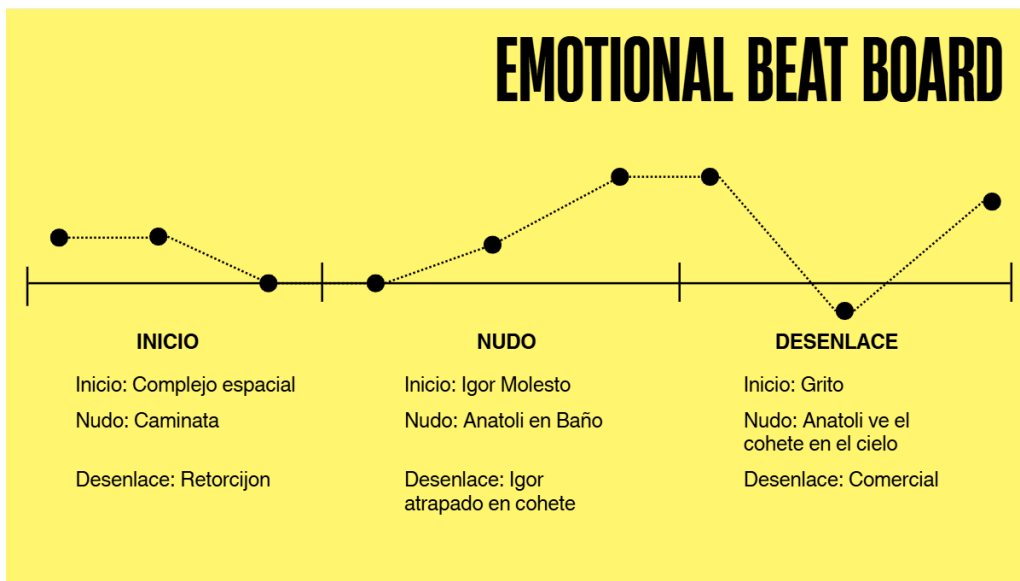 EMOTIONAL BEAT BOARD
INICIO
Inicio: Complejo espacial
Nudo: Caminata
Desenlace: Retorcijon
NUDO
Inicio: Igor Molesto
Nudo: Anatoli en Baño
Desenlace: Igor
atrapado en cohete
DESENLACE
Inicio: Grito
Nudo: Anatoli ve el
cohete en el cielo
Desenlace: Comercial